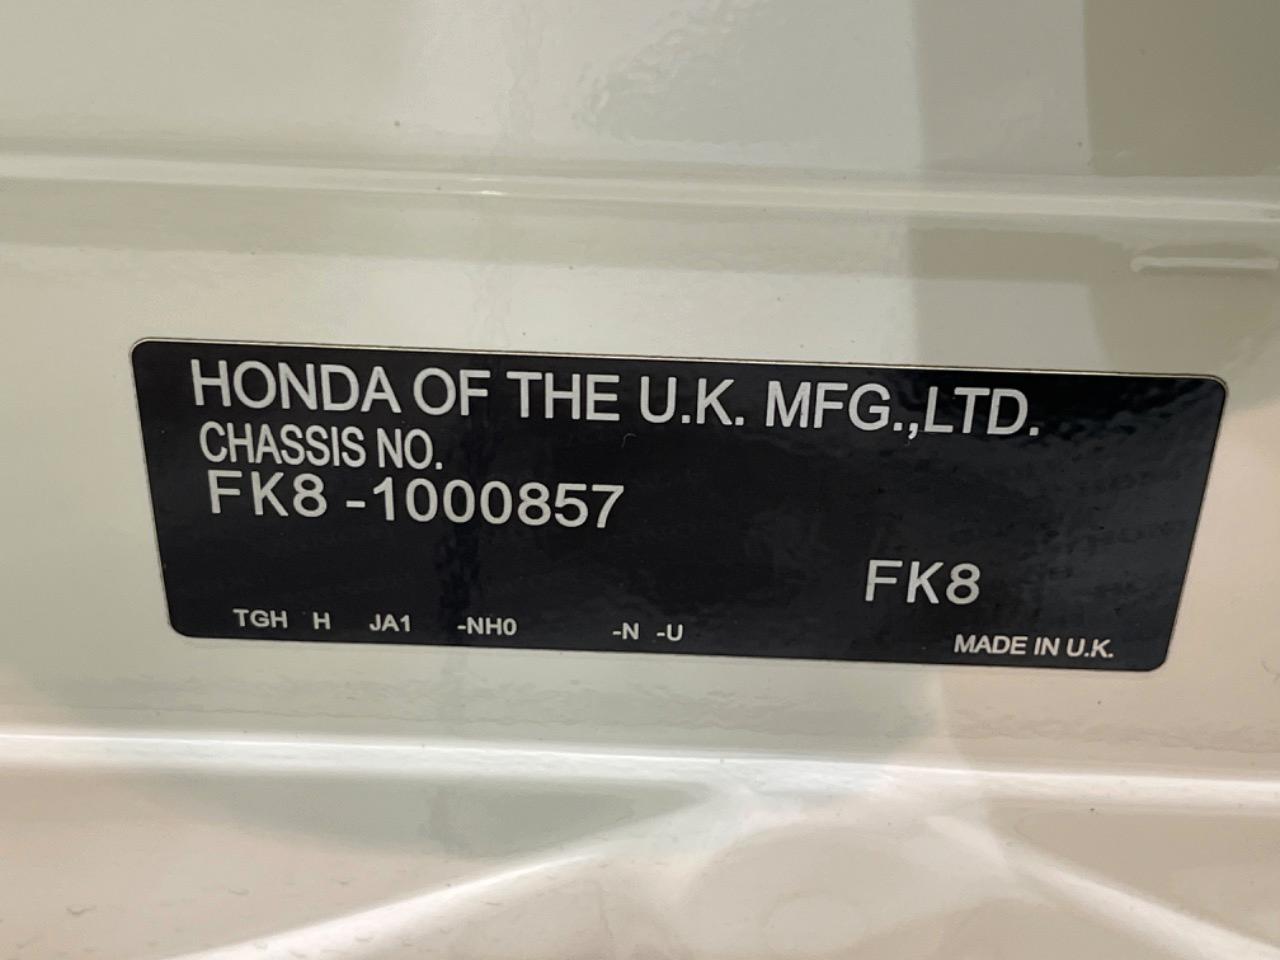 HONDA OF THE U.K. MFG.,LTD.
CHASSIS NO.
FK8 -1000857
FK8
TGH H JA1 -NH0 -N -U
MADE IN U.K.